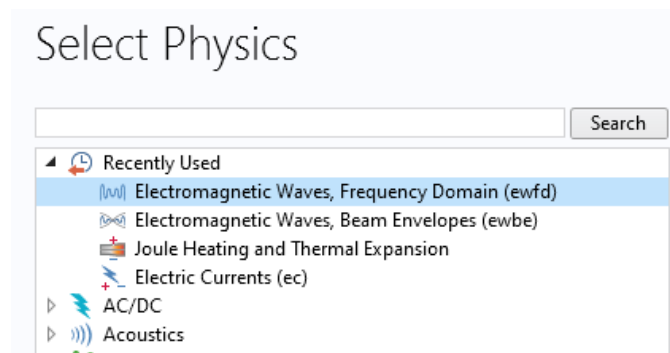 Select Physics
Search
Recently Used
Electromagnetic Waves, Frequency Domain (ewfd)
Electromagnetic Waves, Beam Envelopes (ewbe)
Joule Heating and Thermal Expansion
Electric Currents (ec)
AC/DC
Acoustics